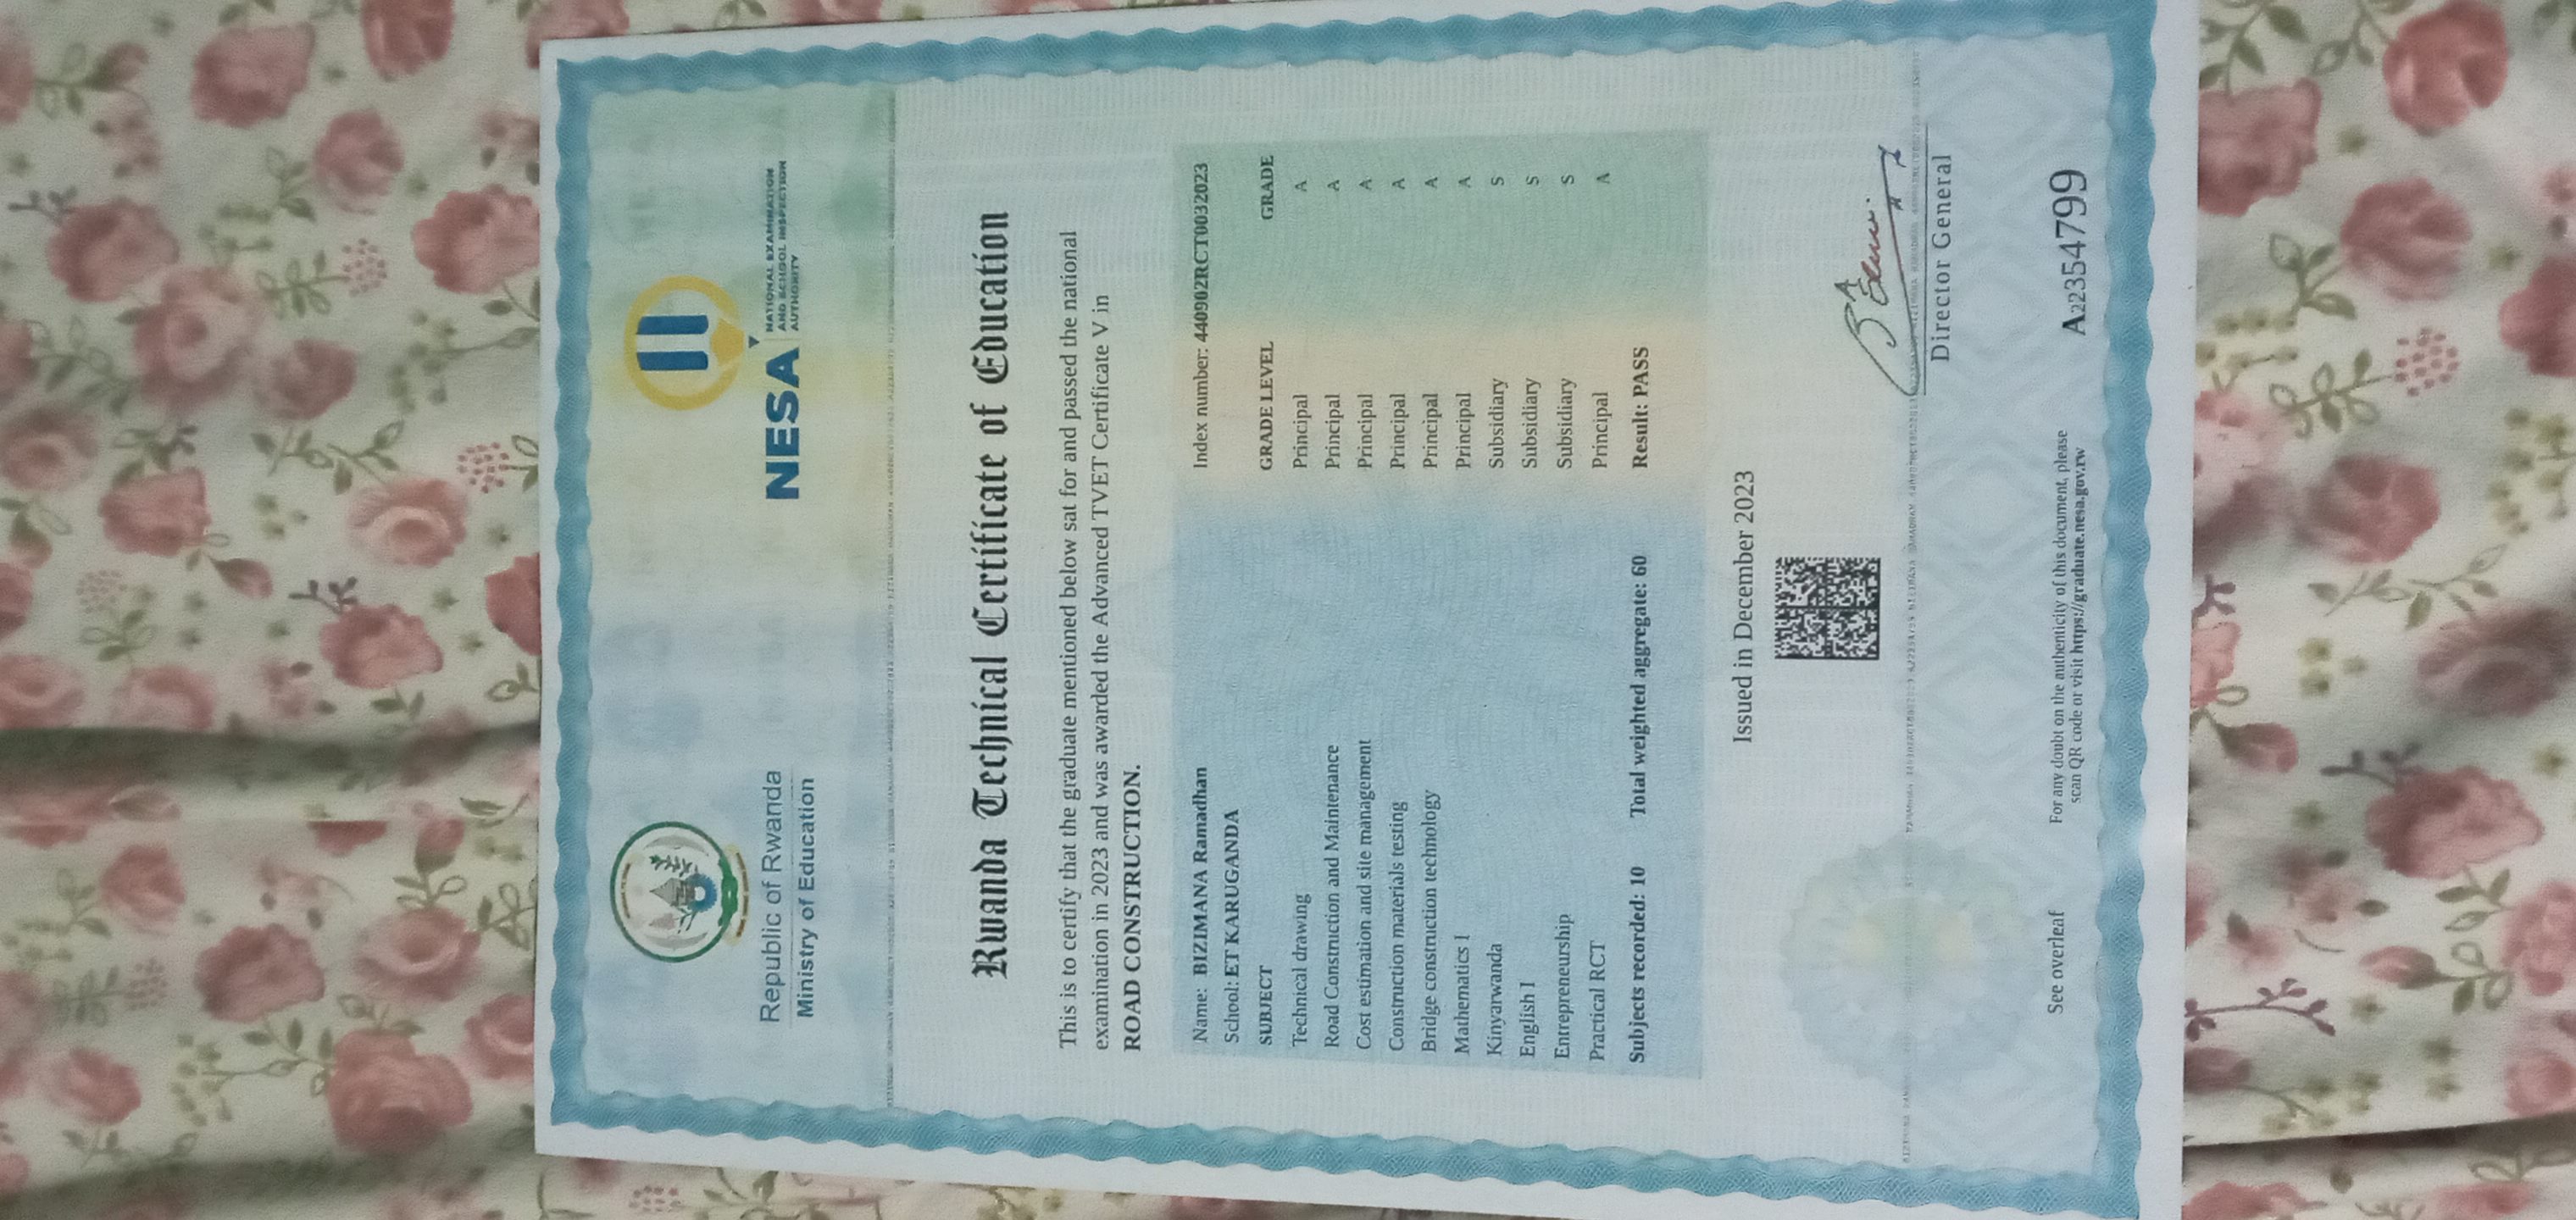 Republic of Rwanda
Ministry of Education
NESA
NATIONAL EXAMINATION
AND SCHOOL INSPECTION
AUTHORITY
Rwanda Technical Certificate of Education
This is to certify that the graduate mentioned below sat for and passed the national
examination in 2023 and was awarded the Advanced TVET Certificate V in
ROAD CONSTRUCTION.
Name: BIZIMANA Ramadhan Index number: 440902RCT0032023
School: ET KARUGANDA
SUBJECT GRADE LEVEL GRADE
Technical drawing Principal A
Road Construction and Maintenance Principal A
Cost estimation and site management Principal A
Construction materials testing Principal A
Bridge construction technology Principal A
Mathematics I Principal A
Kinyarwanda Subsidiary S
English I Subsidiary S
Entrepreneurship Subsidiary S
Practical RCT Principal A
Subjects recorded: 10 Total weighted aggregate: 60 Result: PASS
Issued in December 2023
Director General
See overleaf
For any doubt on the authenticity of this document, please
scan QR code or visit https://graduate.nesa.gov.rw
A22354799